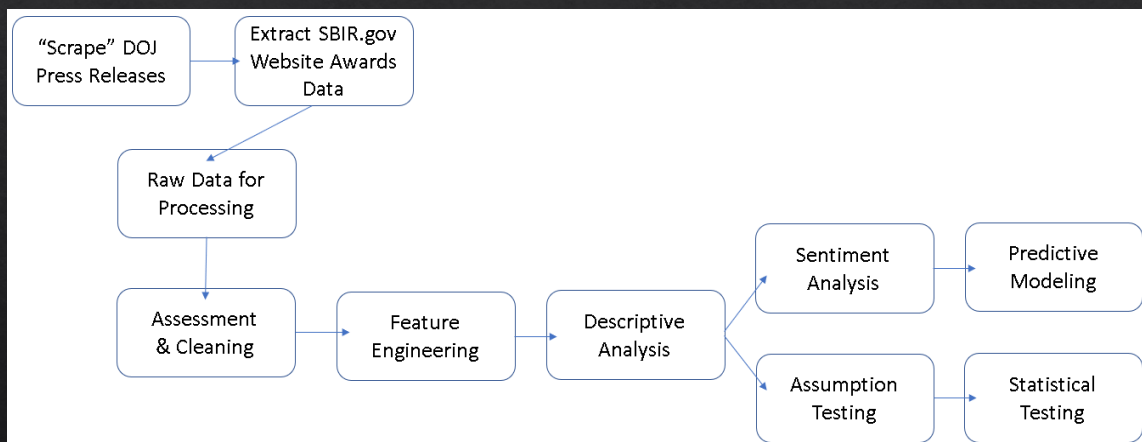 “Scrape” DOJ
Press Releases
Extract SBIR.gov
Website Awards
Data
Raw Data for
Processing
Assessment
& Cleaning
Feature
Engineering
Descriptive
Analysis
Sentiment
Analysis
Predictive
Modeling
Assumption
Testing
Statistical
Testing